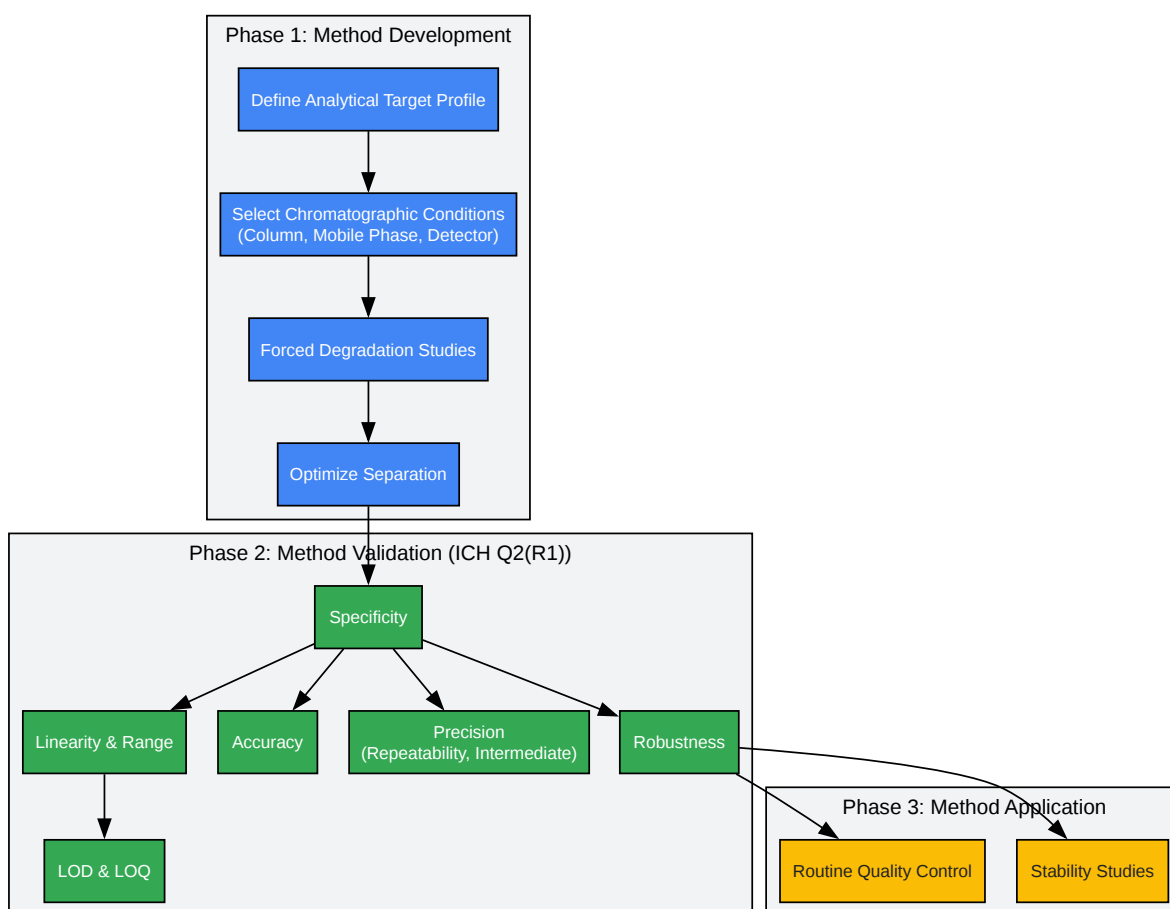 Phase 1: Method Development
Define Analytical Target Profile
Select Chromatographic Conditions
(Column, Mobile Phase, Detector)
Forced Degradation Studies
Optimize Separation
Phase 2: Method Validation (ICH Q2(R1))
Specificity
Linearity & Range
Accuracy
Precision
(Repeatability, Intermediate)
Robustness
LOD & LOQ
Phase 3: Method Application
Routine Quality Control
Stability Studies